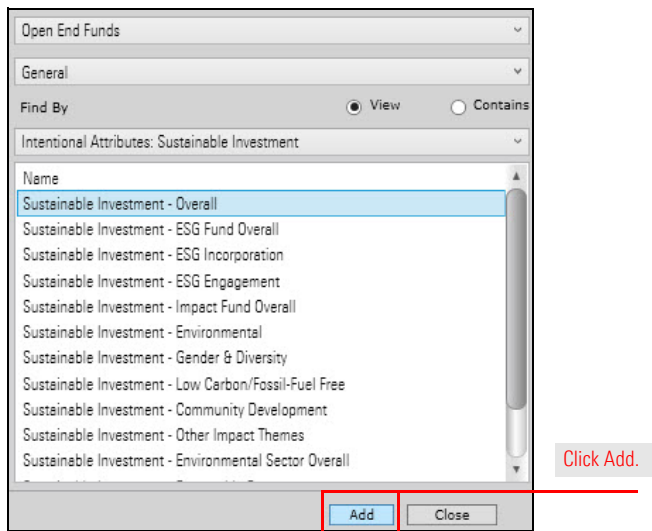 Open End Funds
General
Find By View Contains
Intentional Attributes: Sustainable Investment
Name
Sustainable Investment - Overall
Sustainable Investment - ESG Fund Overall
Sustainable Investment - ESG Incorporation
Sustainable Investment - ESG Engagement
Sustainable Investment - Impact Fund Overall
Sustainable Investment - Environmental
Sustainable Investment - Gender & Diversity
Sustainable Investment - Low Carbon/Fossil-Fuel Free
Sustainable Investment - Community Development
Sustainable Investment - Other Impact Themes
Sustainable Investment - Environmental Sector Overall
Click Add.
Add Close